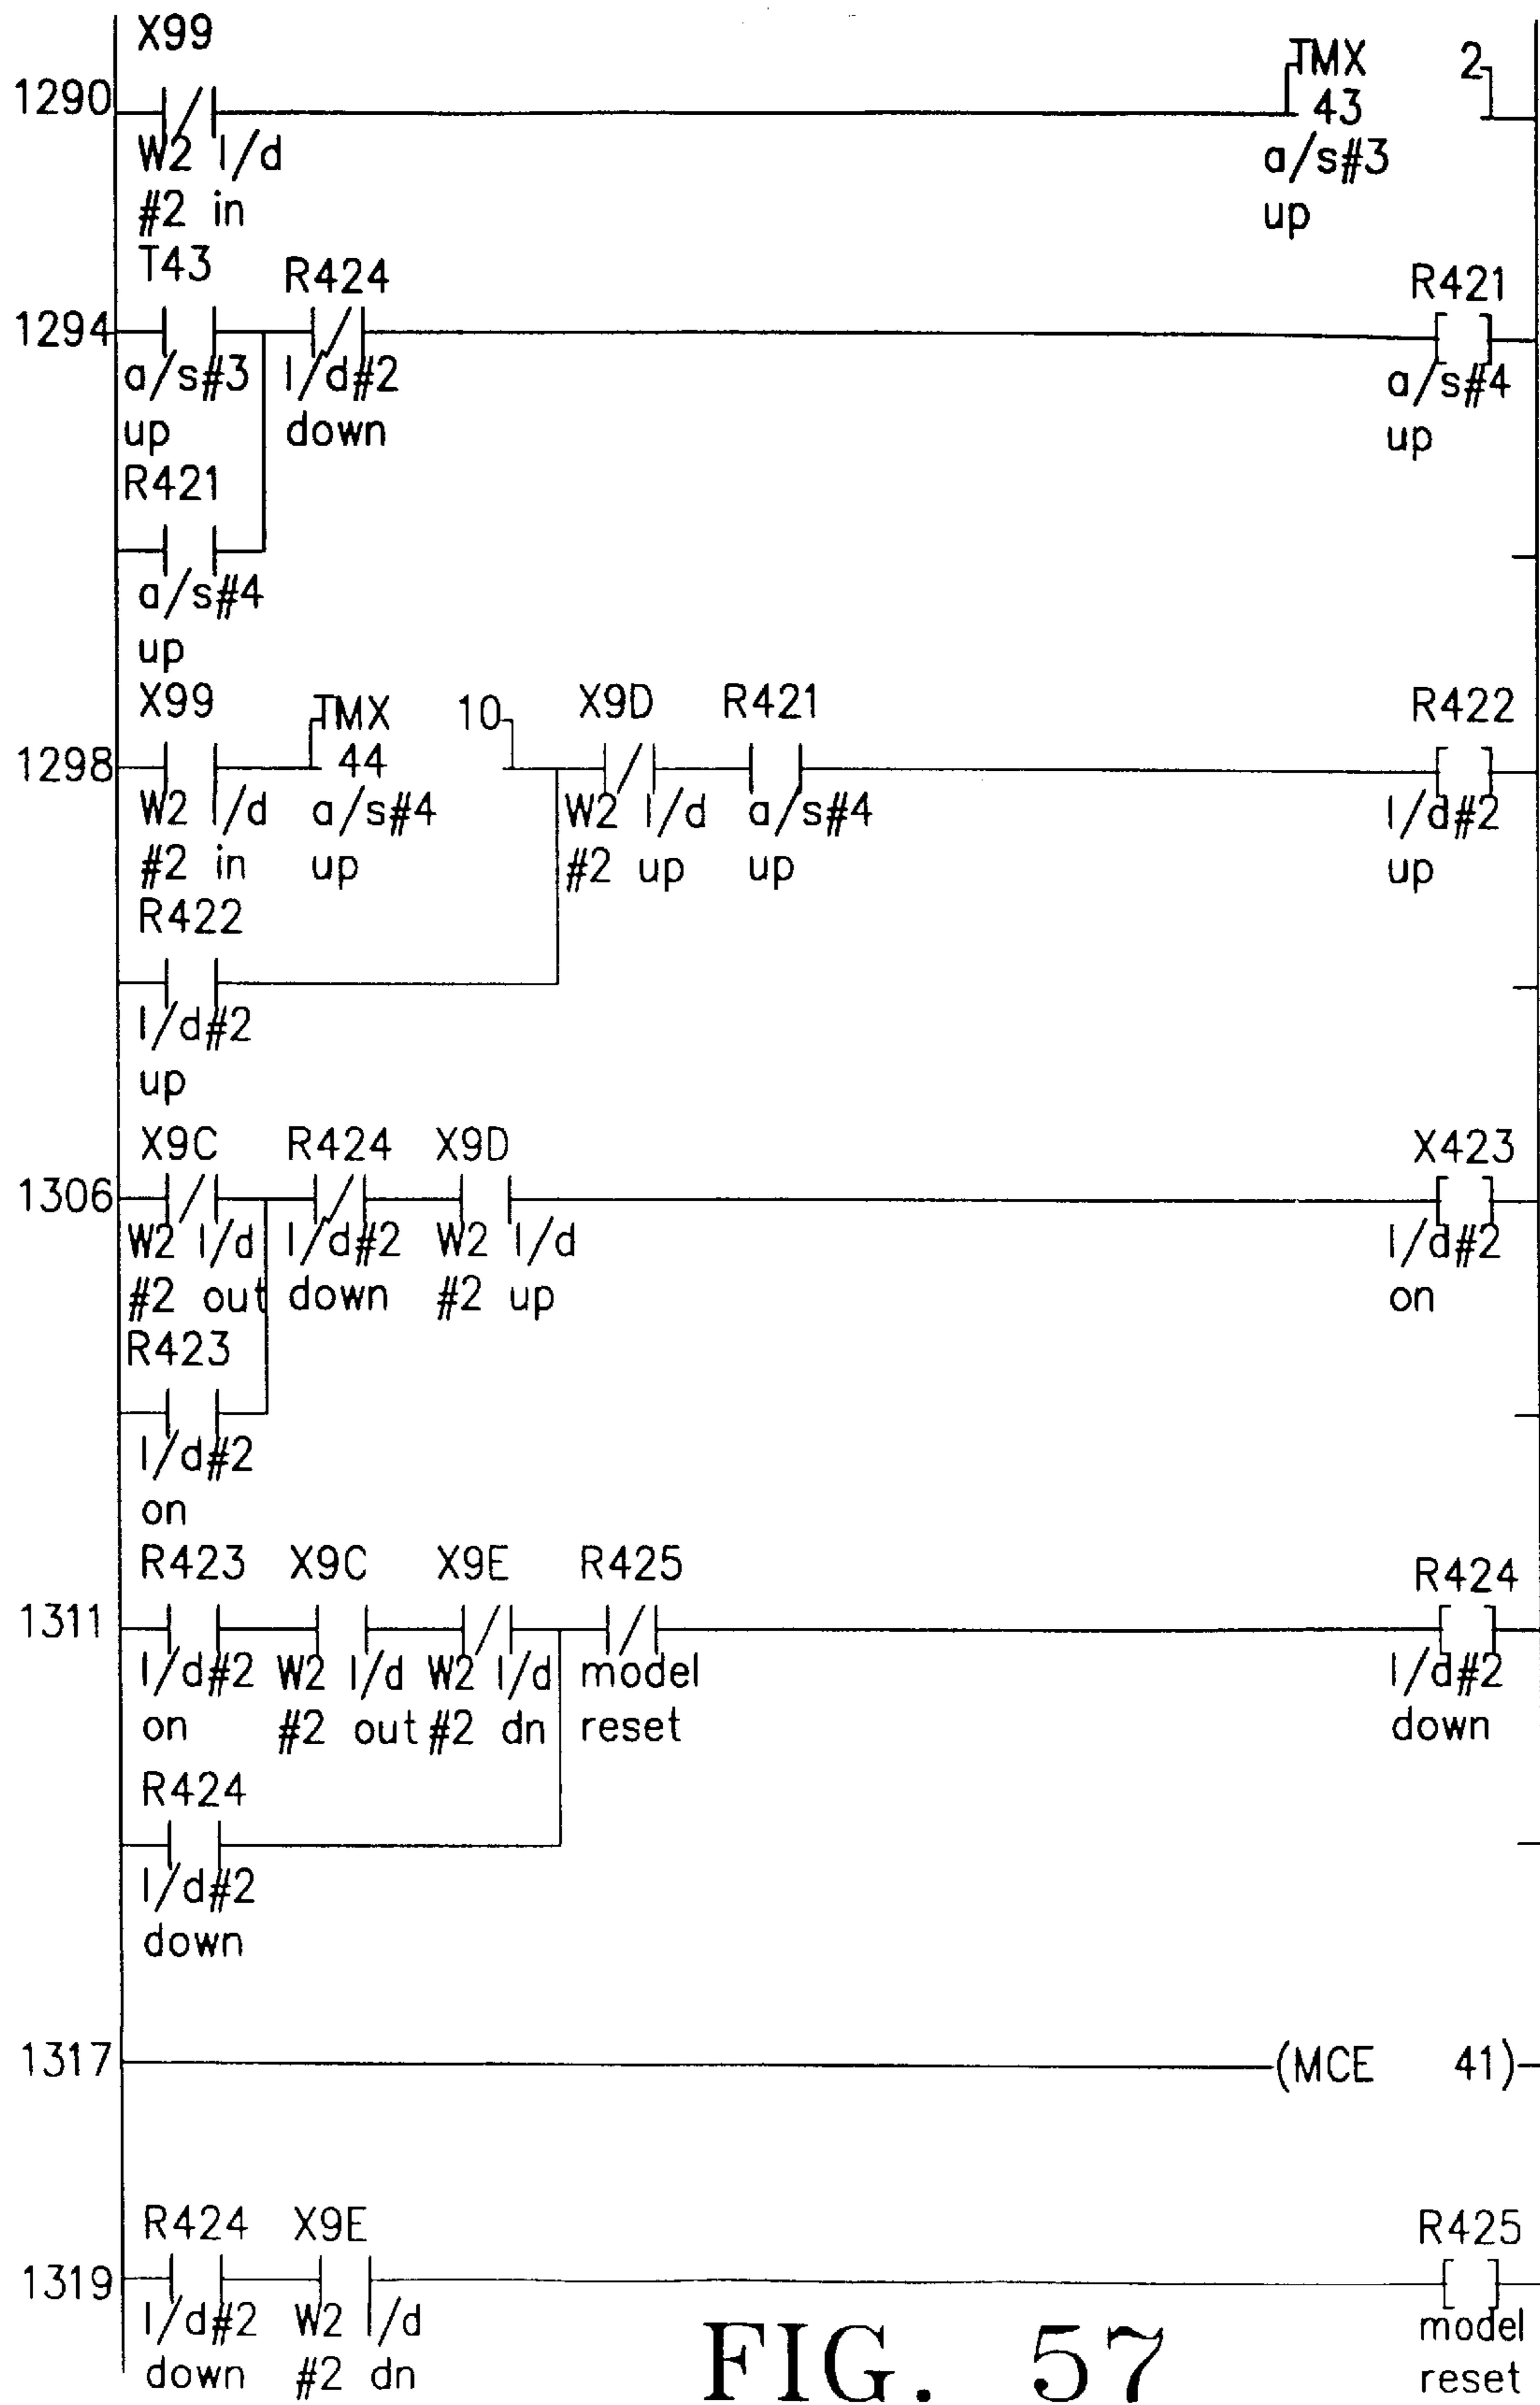 X99
TMX 2
1290 43
W2 l/d a/s#3
#2 in up
T43 R424 R421
1294
a/s#3 l/d#2 a/s#4
up down up
R421
a/s#4
up
X99 TMX 10 X9D R421 R422
1298 44
W2 l/d a/s#4 W2 l/d a/s#4 l/d#2
#2 in up #2 up up up
R422
l/d#2
up
X9C R424 X9D X423
1306
W2 l/d l/d#2 W2 l/d l/d#2
#2 out down #2 up on
R423
l/d#2
on
R423 X9C X9E R425 R424
1311
l/d#2 W2 l/d W2 l/d model l/d#2
on #2 out #2 dn reset down
R424
l/d#2
down
1317 (MCE 41)
R424 X9E R425
1319
l/d#2 W2 l/d model
down #2 dn reset
FIG. 57